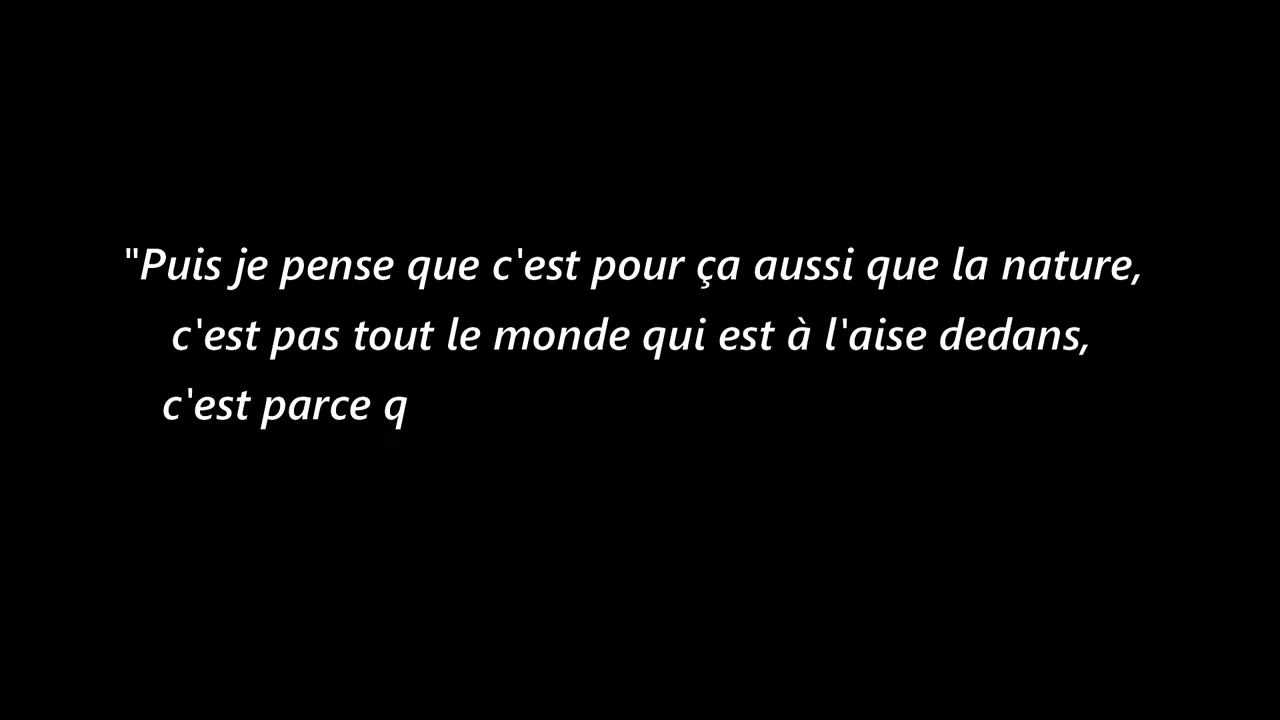 "Puis je pense que c'est pour ça aussi que la nature,
c'est pas tout le monde qui est à l'aise dedans,
c'est parce q